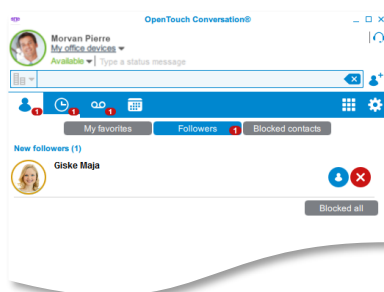 OpenTouch Conversation®
Morvan Pierre
My office devices
Available Type a status message
1 1 1
My favorites Followers 1 Blocked contacts
New followers (1)
Giske Maja
Blocked all